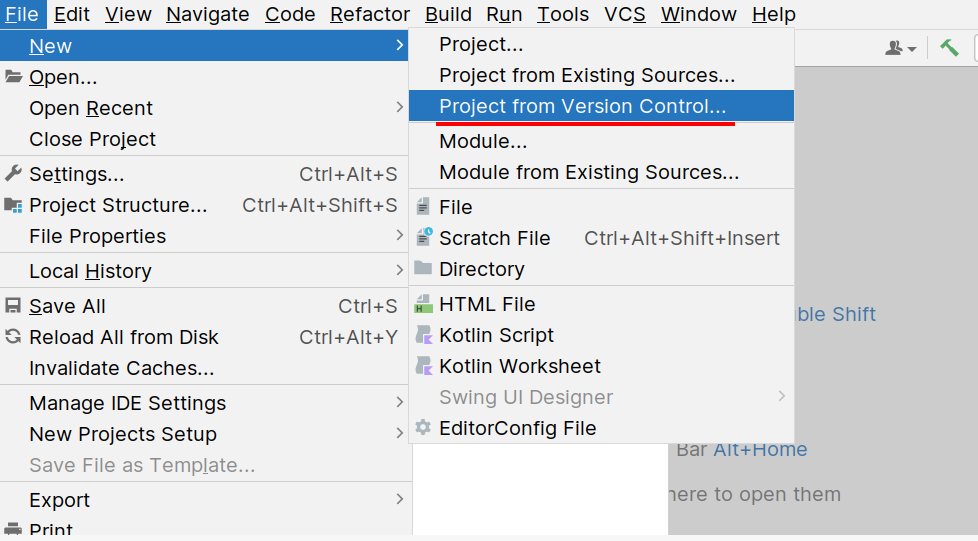 File Edit View Navigate Code Refactor Build Run Tools VCS Window Help
New
Open...
Open Recent
Close Project
Settings... Ctrl+Alt+S
Project Structure... Ctrl+Alt+Shift+S
File Properties
Local History
Save All Ctrl+S
Reload All from Disk Ctrl+Alt+Y
Invalidate Caches...
Manage IDE Settings
New Projects Setup
Save File as Template...
Export
Print
Project...
Project from Existing Sources...
Project from Version Control...
Module...
Module from Existing Sources...
File
Scratch File Ctrl+Alt+Shift+Insert
Directory
HTML File
Kotlin Script
Kotlin Worksheet
Swing UI Designer
EditorConfig File
Shift
Bar Alt+Home
to open them